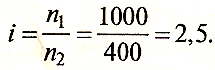 i = n₁/n₂ = 1000/400 = 2,5.